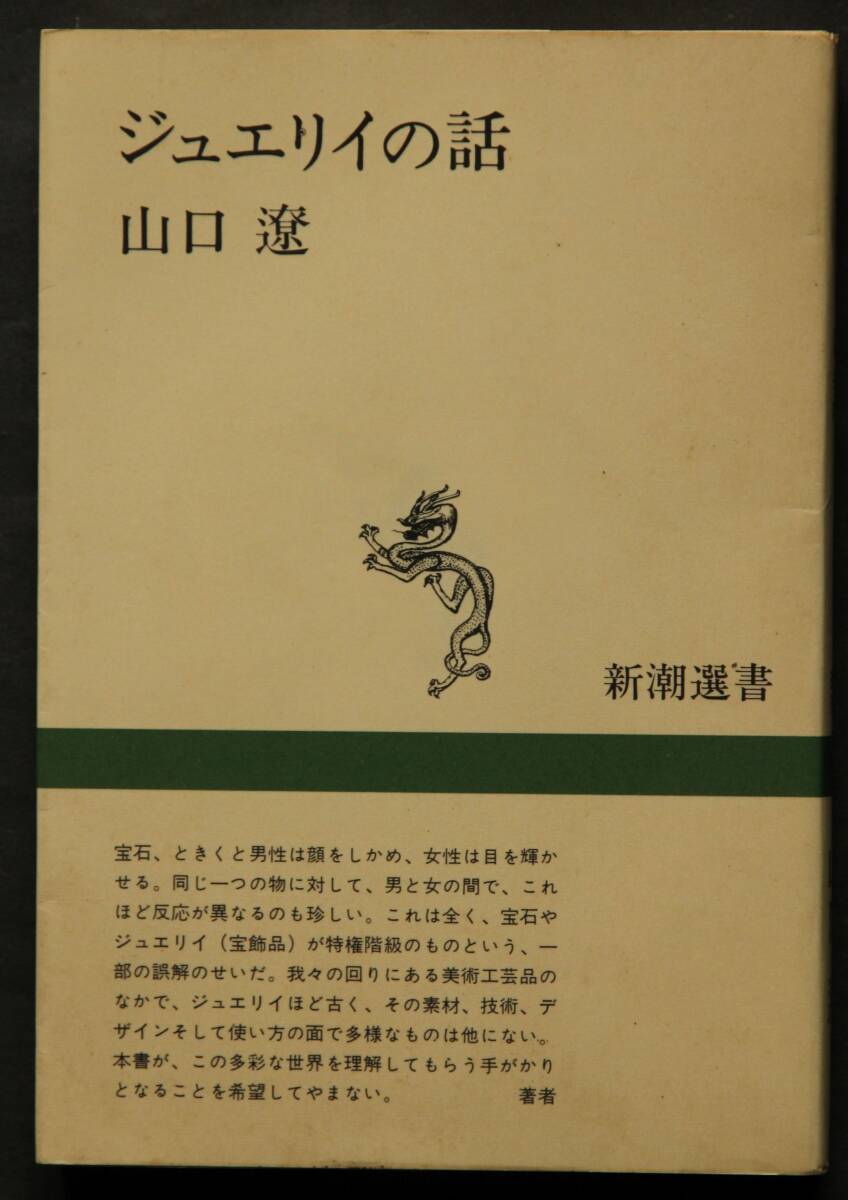 ジュエリイの話
山口 遼
新潮選書
宝石、ときくと男性は顔をしかめ、女性は目を輝か
せる。同じ一つの物に対して、男と女の間で、これ
ほど反応が異なるのも珍しい。これは全く、宝石や
ジュエリイ（宝飾品）が特権階級のものという、一
部の誤解のせいだ。我々の回りにある美術工芸品の
なかで、ジュエリイほど古く、その素材、技術、デ
ザインそして使い方の面で多様なものは他にない。
本書が、この多彩な世界を理解してもらう手がかり
となることを希望してやまない。 著者